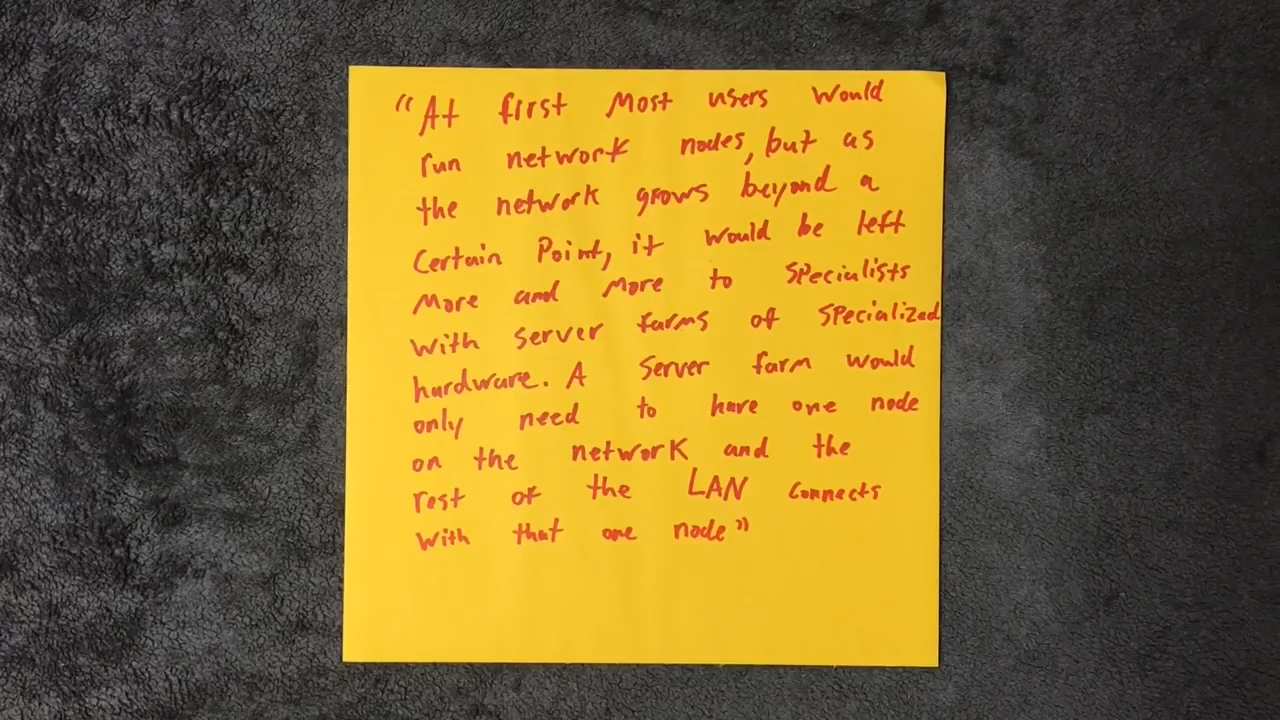 “At first most users would
run network nodes, but as
the network grows beyond a
certain point, it would be left
more and more to specialists
with server farms of specialized
hardware. A server farm would
only need to have one node
on the network and the
rest of the LAN connects
with that one node”